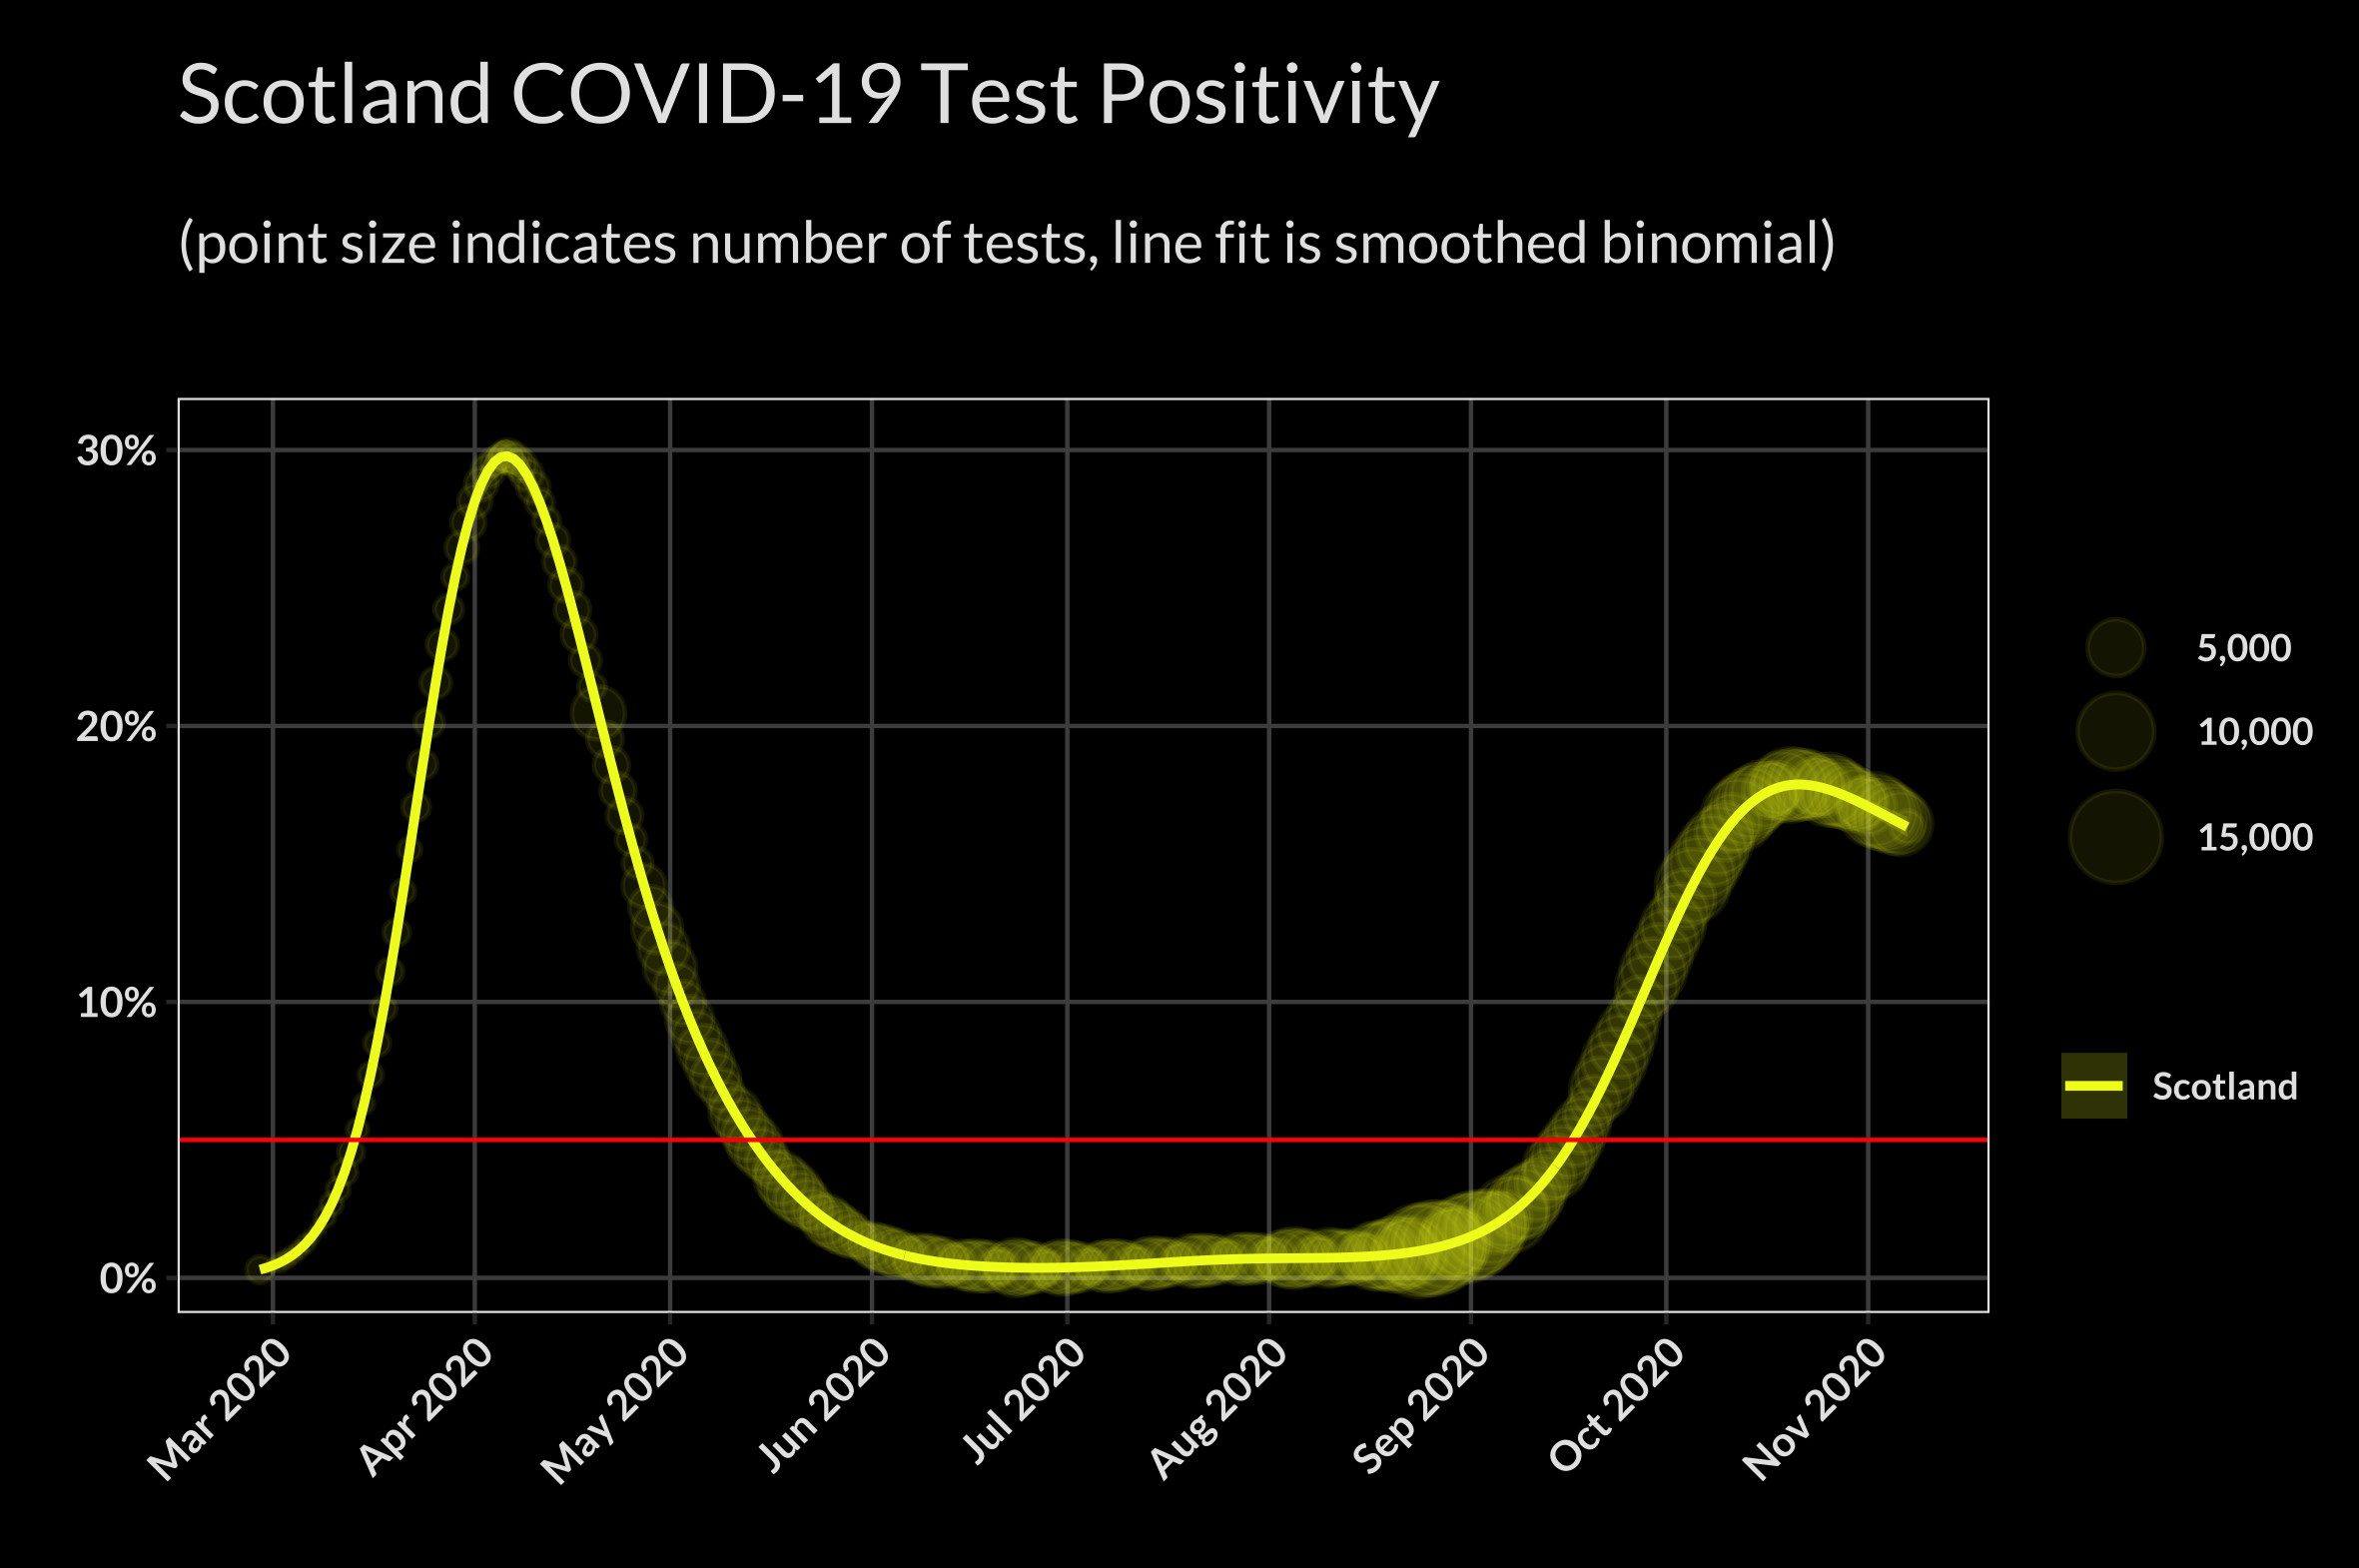 Scotland COVID-19 Test Positivity
(point size indicates number of tests, line fit is smoothed binomial)
30%
20%
10%
0%
Mar 2020
Apr 2020
May 2020
Jun 2020
Jul 2020
Aug 2020
Sep 2020
Oct 2020
Nov 2020
5,000
10,000
15,000
Scotland